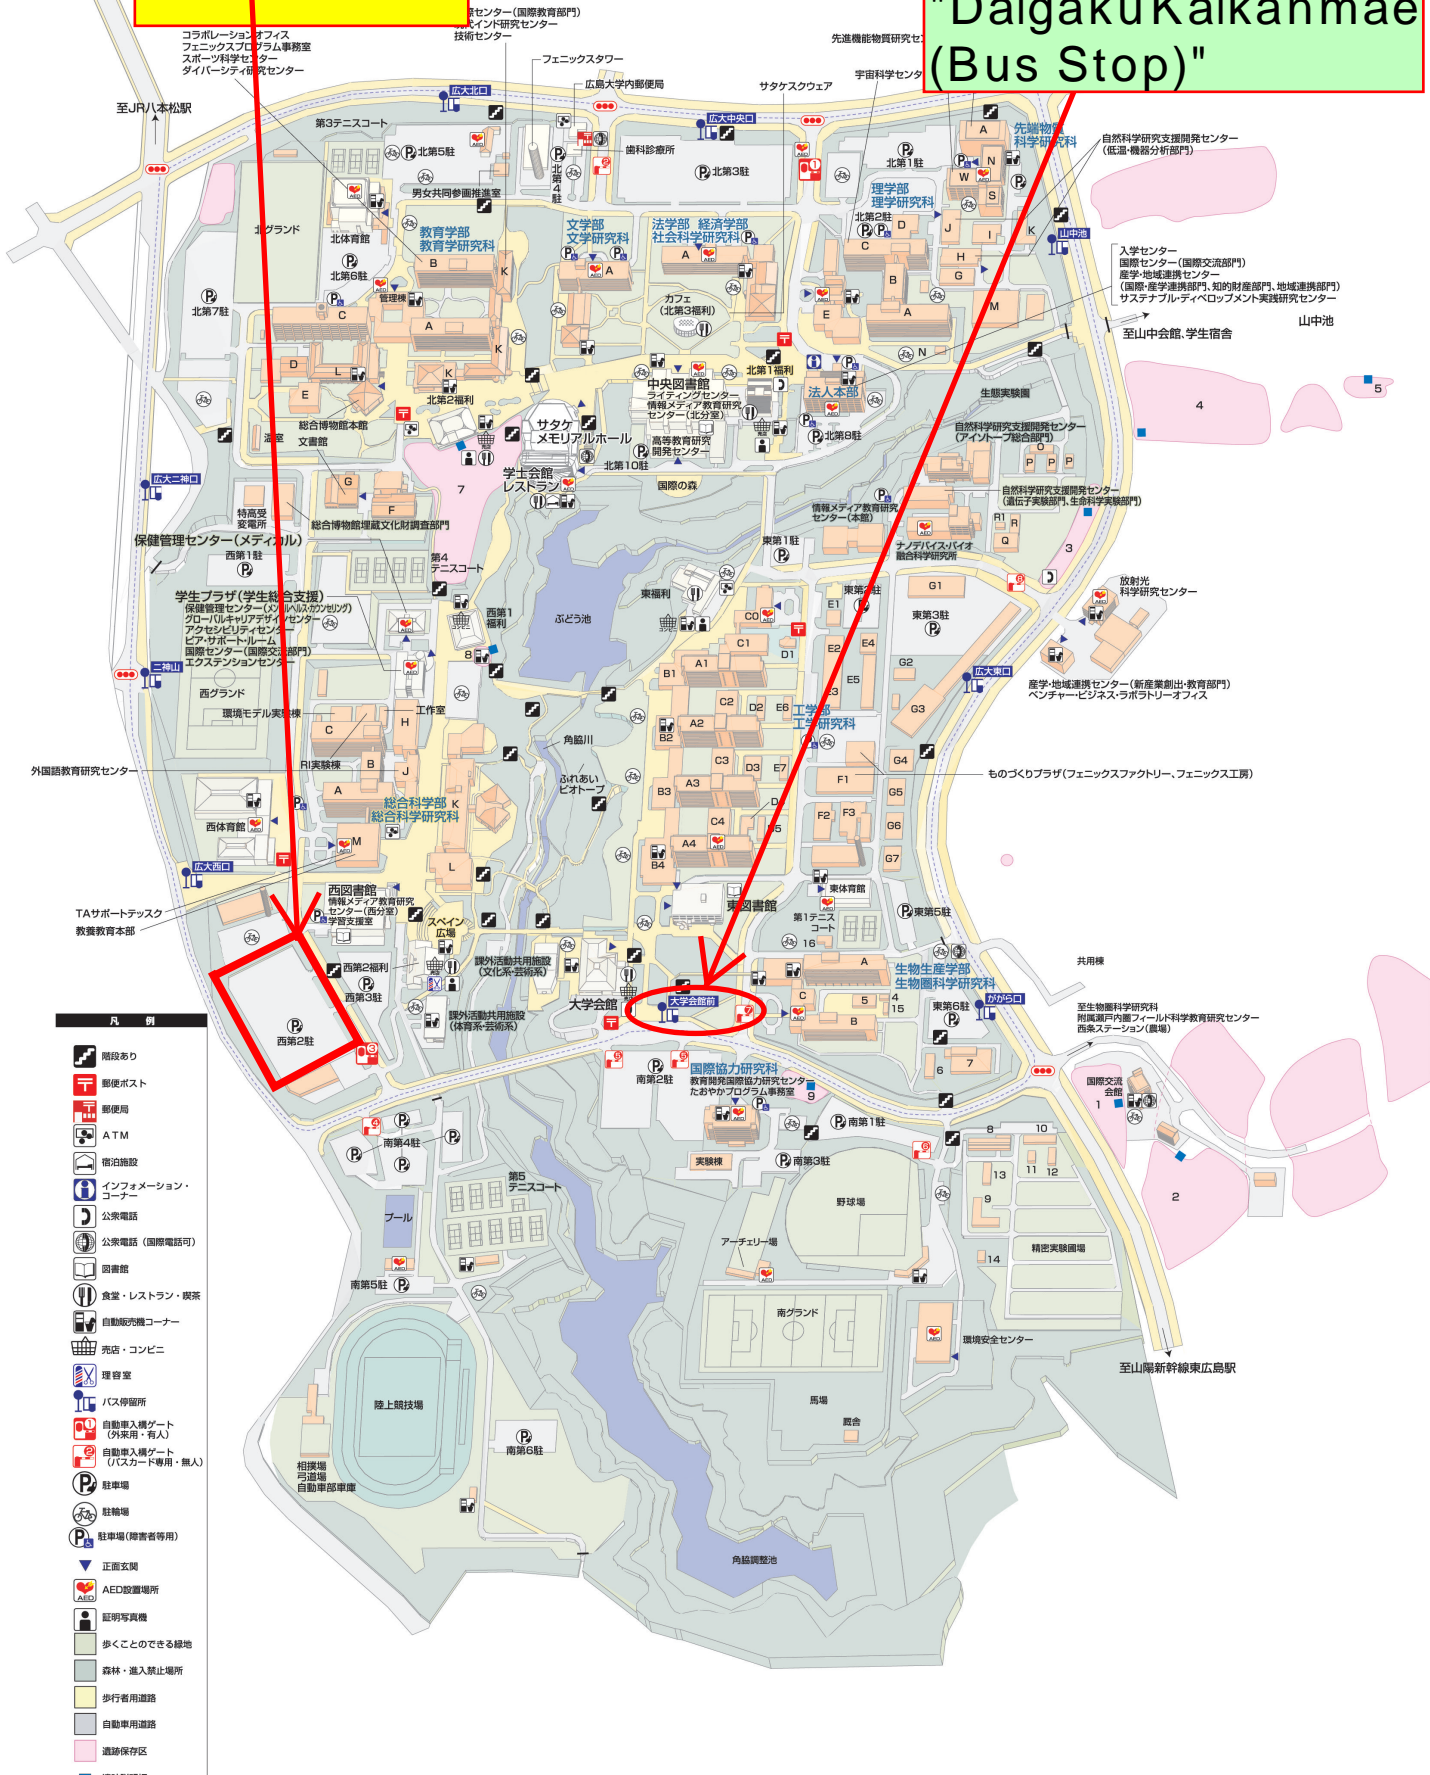 "DaigakuKaikanmae
(Bus Stop)"
際センター(国際教育部門)
現代インド研究センター
技術センター
コラボレーションオフィス
フェニックスプログラム事務室
スポーツ科学センター
ダイバーシティ研究センター
フェニックスタワー
広島大学内郵便局
サタケスクウェア
先進機能物質研究セン
宇宙科学センタ
至JR八本松駅
広大北口
広大中央口
第3テニスコート
北第5駐
北第4駐
歯科診療所
北第3駐
北第1駐
先端物質
科学研究科
自然科学研究支援開発センター
(低温・機器分析部門)
男女共同参画推進室
理学部
理学研究科
北第2駐
山中池
北グランド
北体育館
北第6駐
北第7駐
教育学部
教育学研究科
文学部
文学研究科
法学部 経済学部
社会科学研究科
管理棟
カフェ
(北第3福利)
入学センター
国際センター(国際交流部門)
産学・地域連携センター
(国際・産学連携部門、知的財産部門、地域連携部門)
サステナブル・ディベロップメント実践研究センター
至山中会館、学生宿舎
山中池
北第2福利
総合博物館本館
文書館
温室
中央図書館
ライティングセンター
情報メディア教育研究
センター(北分室)
北第1福利
法人本部
高等教育研究
開発センター
北第8駐
生態実験園
自然科学研究支援開発センター
(アイソトープ総合部門)
サタケ
メモリアルホール
学士会館
レストラン
北第10駐
国際の森
広大二神口
特高受
変電所
総合博物館埋蔵文化財調査部門
保健管理センター(メディカル)
西第1駐
第4
テニスコート
情報メディア教育研究
センター(本館)
自然科学研究支援開発センター
(遺伝子実験部門、生命科学実験部門)
ナノデバイス・バイオ
融合科学研究所
東第1駐
放射光
科学研究センター
学生プラザ(学生総合支援)
保健管理センター(メンタルヘルス・カウンセリング)
グローバルキャリアデザインセンター
アクセシビリティセンター
ピア・サポート・ルーム
国際センター(国際交流部門)
エクステンションセンター
西第1
福利
ぶどう池
東福利
東第2駐
東第3駐
二神山
西グランド
広大東口
産学・地域連携センター(新産業創出・教育部門)
ベンチャー・ビジネス・ラボラトリーオフィス
環境モデル実験棟
工作室
工学部
工学研究科
RI実験棟
角脇川
ふれあい
ビオトープ
外国語教育研究センター
ものづくりプラザ(フェニックスファクトリー、フェニックス工房)
総合科学部
総合科学研究科
西体育館
広大西口
TAサポートデスク
教養教育本部
西図書館
情報メディア教育研究
センター(西分室)
学習支援室
スペイン
広場
東図書館
東体育館
第1テニス
コート
東第5駐
西第2福利
西第3駐
課外活動共用施設
(文化系・芸術系)
大学会館
大学会館前
生物生産学部
生物圏科学研究科
共用棟
東第6駐
ががら口
西第2駐
課外活動共用施設
(体育系・芸術系)
至生物圏科学研究科
附属瀬戸内圏フィールド科学教育研究センター
西条ステーション(農場)
南第2駐
国際協力研究科
教育開発国際協力研究センター
たおやかプログラム事務室
国際交流
会館
南第4駐
南第1駐
実験棟
南第3駐
第5
テニスコート
プール
野球場
アーチェリー場
精密実験圃場
南第5駐
南グランド
環境安全センター
至山陽新幹線東広島駅
陸上競技場
馬場
厩舎
南第6駐
相撲場
弓道場
自動車部車庫
角脇調整池
凡 例
階段あり
郵便ポスト
郵便局
ATM
宿泊施設
インフォメーション・
コーナー
公衆電話
公衆電話(国際電話可)
図書館
食堂・レストラン・喫茶
自動販売機コーナー
売店・コンビニ
理容室
バス停留所
自動車入構ゲート
(外来用・有人)
自動車入構ゲート
(パスカード専用・無人)
駐車場
駐輪場
駐車場(障害者等用)
正面玄関
AED設置場所
証明写真機
歩くことのできる緑地
森林・進入禁止場所
歩行者用道路
自動車用道路
遺跡保存区